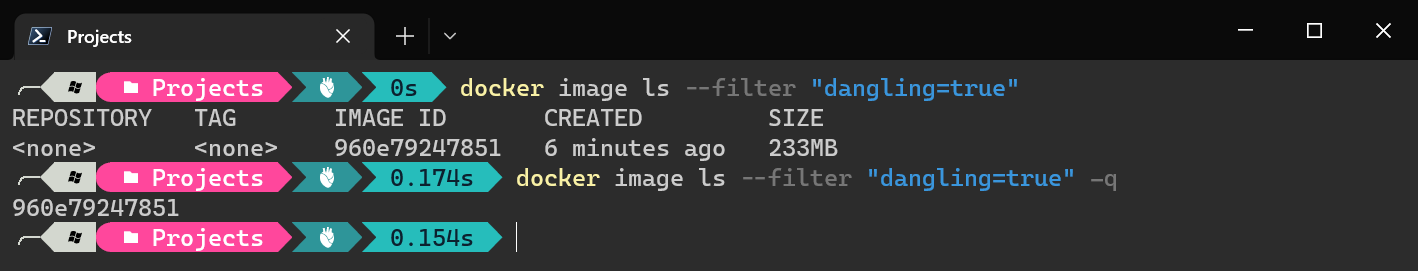 Projects
Projects 0s docker image ls --filter "dangling=true"
REPOSITORY TAG IMAGE ID CREATED SIZE
<none> <none> 960e79247851 6 minutes ago 233MB
Projects 0.174s docker image ls --filter "dangling=true" -q
960e79247851
Projects 0.154s